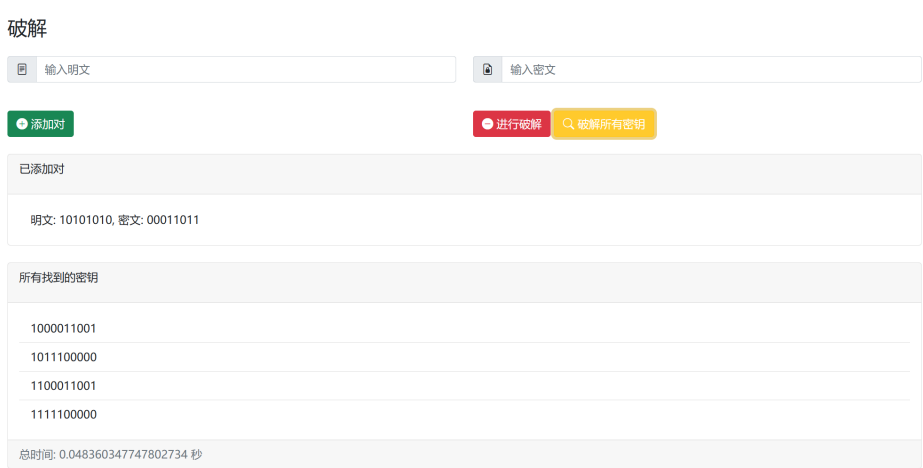 破解
输入明文
输入密文
添加对
进行破解
破解所有密钥
已添加对
明文: 10101010, 密文: 00011011
所有找到的密钥
1000011001
1011100000
1100011001
1111100000
总时间: 0.048360347747802734 秒